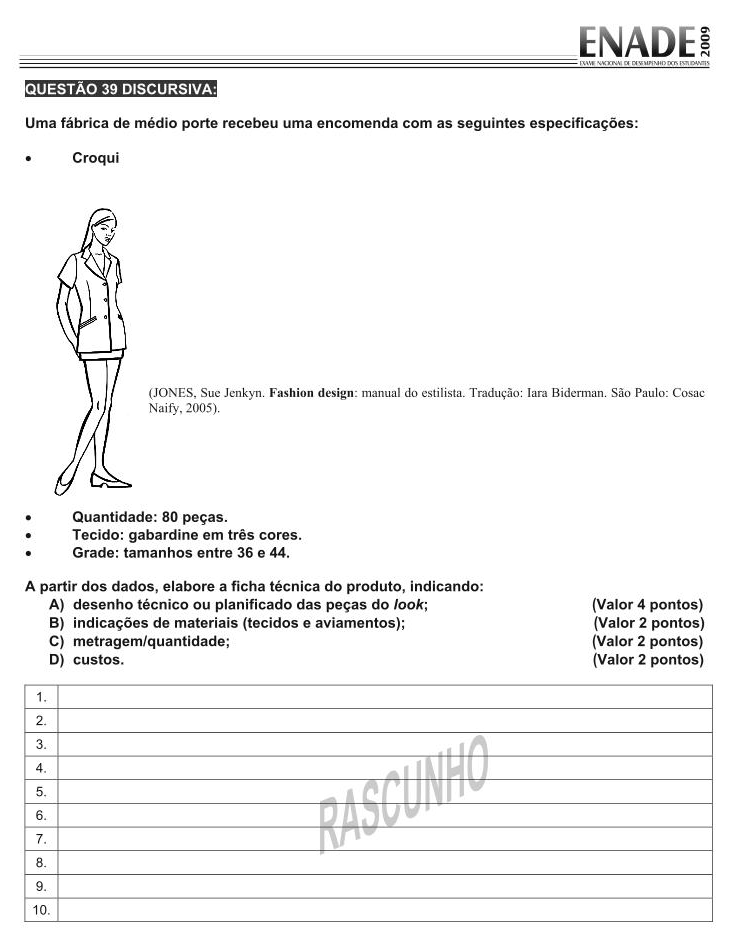 ENADE 2009
EXAME NACIONAL DE DESEMPENHO DOS ESTUDANTES
QUESTÃO 39 DISCURSIVA:
Uma fábrica de médio porte recebeu uma encomenda com as seguintes especificações:
• Croqui
(JONES, Sue Jenkyn. Fashion design: manual do estilista. Tradução: Iara Biderman. São Paulo: Cosac
Naify, 2005).
• Quantidade: 80 peças.
• Tecido: gabardine em três cores.
• Grade: tamanhos entre 36 e 44.
A partir dos dados, elabore a ficha técnica do produto, indicando:
A) desenho técnico ou planificado das peças do look; (Valor 4 pontos)
B) indicações de materiais (tecidos e aviamentos); (Valor 2 pontos)
C) metragem/quantidade; (Valor 2 pontos)
D) custos. (Valor 2 pontos)
1.
2.
3.
4.
5.
6.
7.
8.
9.
10.
RASCUNHO